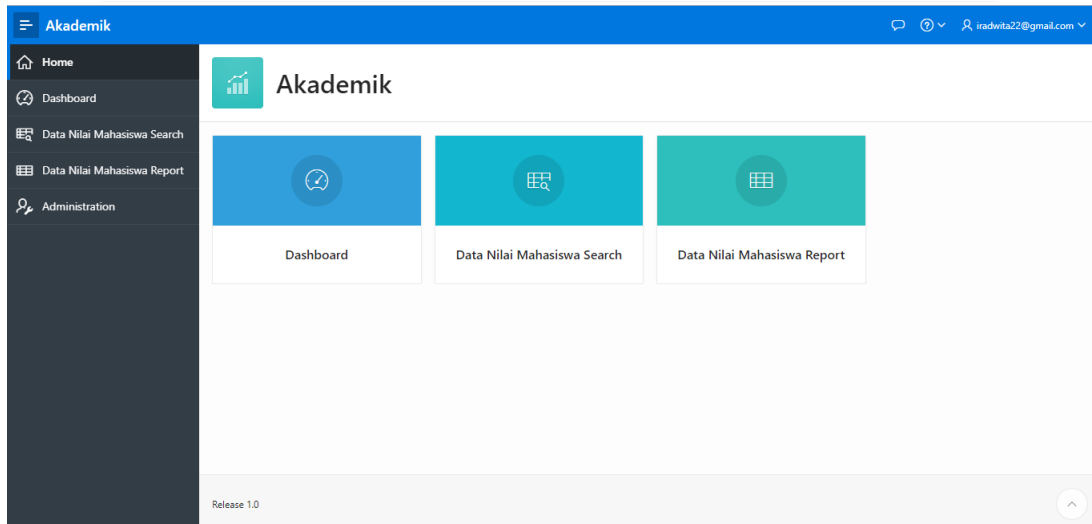 Akademik
iradwita22@gmail.com
Home
Dashboard
Data Nilai Mahasiswa Search
Data Nilai Mahasiswa Report
Administration
Akademik
Dashboard
Data Nilai Mahasiswa Search
Data Nilai Mahasiswa Report
Release 1.0